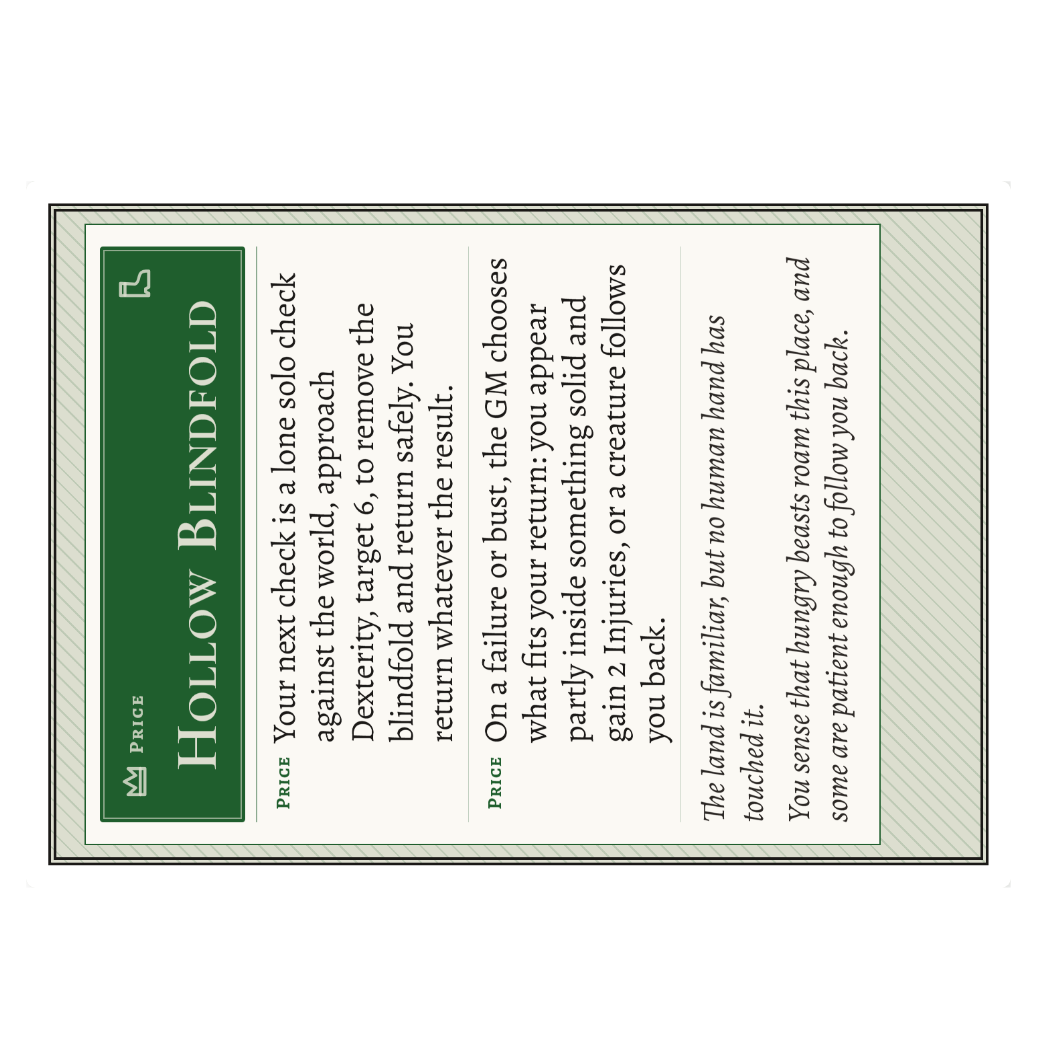 Price
Hollow Blindfold
Price
Your next check is a lone solo check
against the world, approach
Dexterity, target 6, to remove the
blindfold and return safely. You
return whatever the result.
Price
On a failure or bust, the GM chooses
what fits your return: you appear
partly inside something solid and
gain 2 Injuries, or a creature follows
you back.
The land is familiar, but no human hand has
touched it.
You sense that hungry beasts roam this place, and
some are patient enough to follow you back.